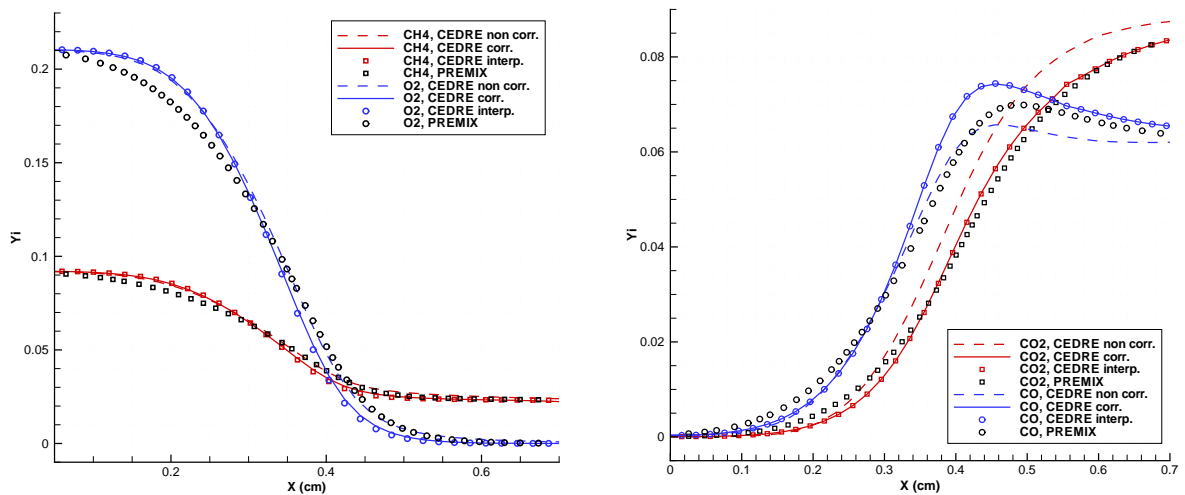 CH4, CEDRE non corr.
CH4, CEDRE corr.
CH4, CEDRE interp.
CH4, PREMIX
O2, CEDRE non corr.
O2, CEDRE corr.
O2, CEDRE interp.
O2, PREMIX
Yi
0.2
0.15
0.1
0.05
0
0.2
0.4
0.6
X (cm)
Yi
0.08
0.06
0.04
0.02
0
CO2, CEDRE non corr.
CO2, CEDRE corr.
CO2, CEDRE interp.
CO2, PREMIX
CO, CEDRE non corr.
CO, CEDRE corr.
CO, CEDRE interp.
CO, PREMIX
0
0.1
0.2
0.3
0.4
0.5
0.6
0.7
X (cm)